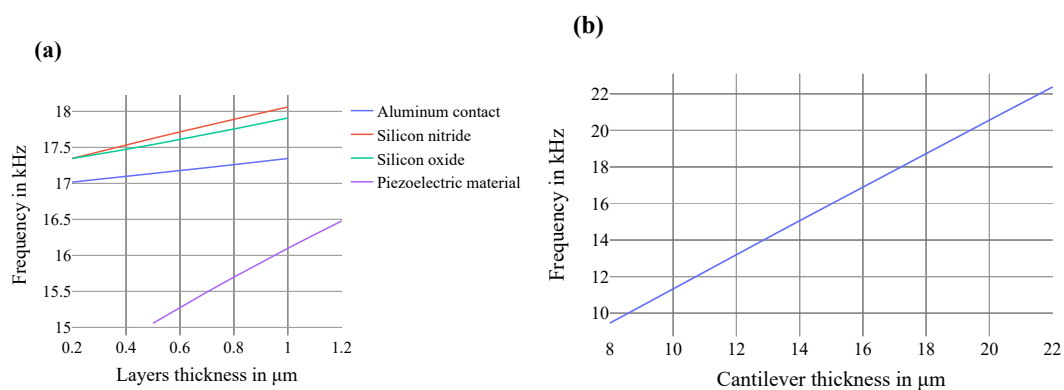 (a)
18
17.5
17
16.5
16
15.5
15
0.2 0.4 0.6 0.8 1 1.2
Frequency in kHz
Layers thickness in μm
Aluminum contact
Silicon nitride
Silicon oxide
Piezoelectric material
(b)
22
20
18
16
14
12
10
8 10 12 14 16 18 20 22
Frequency in kHz
Cantilever thickness in μm